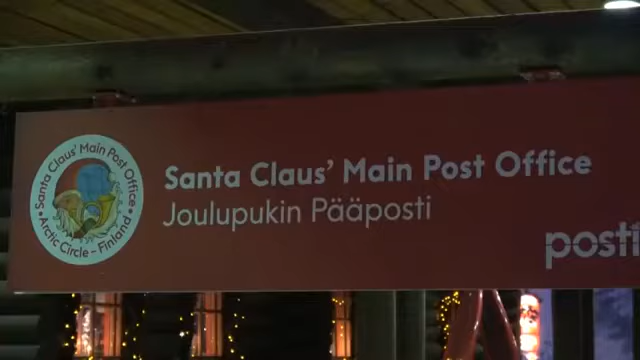 Santa Claus' Main Post Office
• Arctic Circle - Finland •
Santa Claus’ Main Post Office
Joulupukin Pääposti
posti